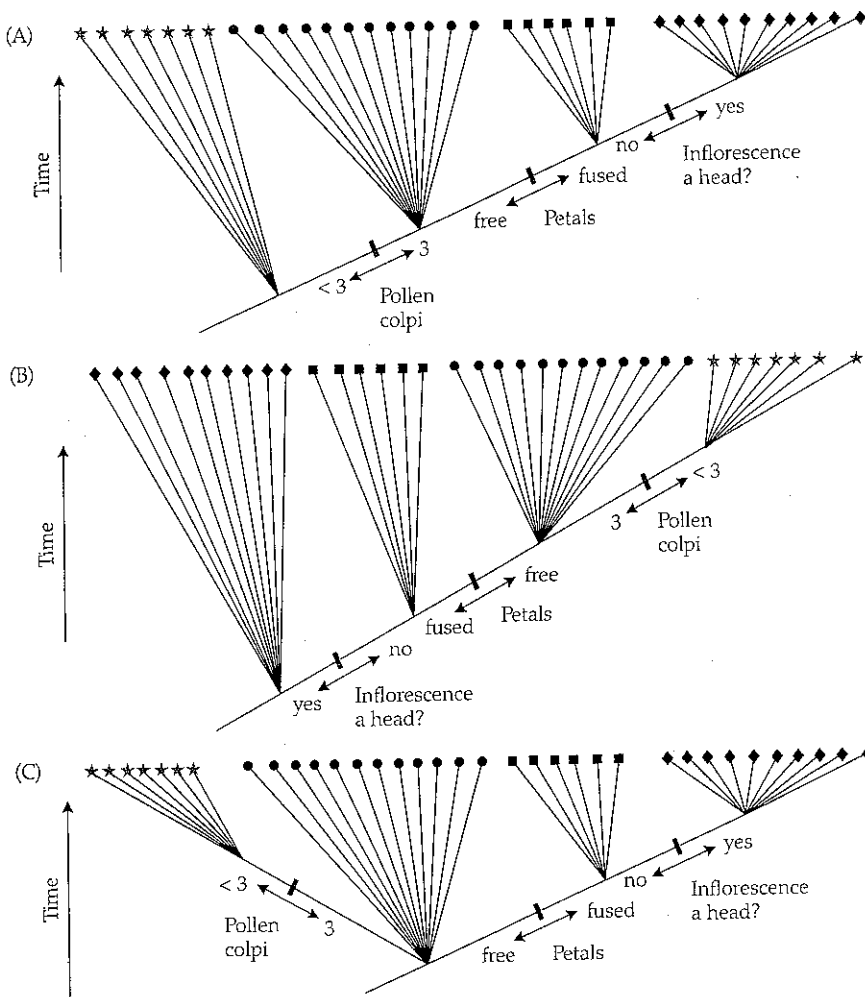 (A)
Time
yes
no
Inflorescence
a head?
fused
free
Petals
3
< 3
Pollen
colpi
(B)
Time
< 3
3
Pollen
colpi
free
fused
Petals
no
yes
Inflorescence
a head?
(C)
Time
< 3
3
Pollen
colpi
yes
no
Inflorescence
a head?
fused
free
Petals